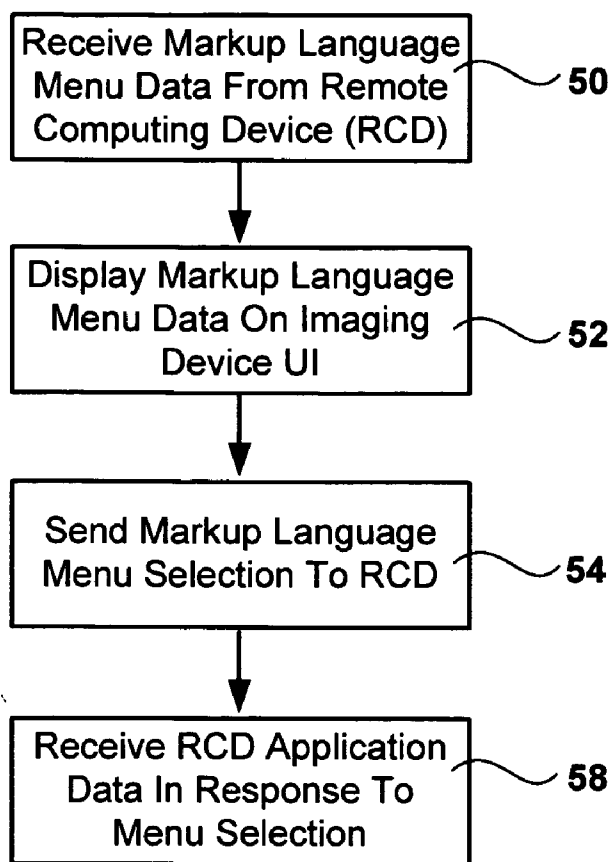 Receive Markup Language
Menu Data From Remote
Computing Device (RCD)
50
Display Markup Language
Menu Data On Imaging
Device UI
52
Send Markup Language
Menu Selection To RCD
54
Receive RCD Application
Data In Response To
Menu Selection
58